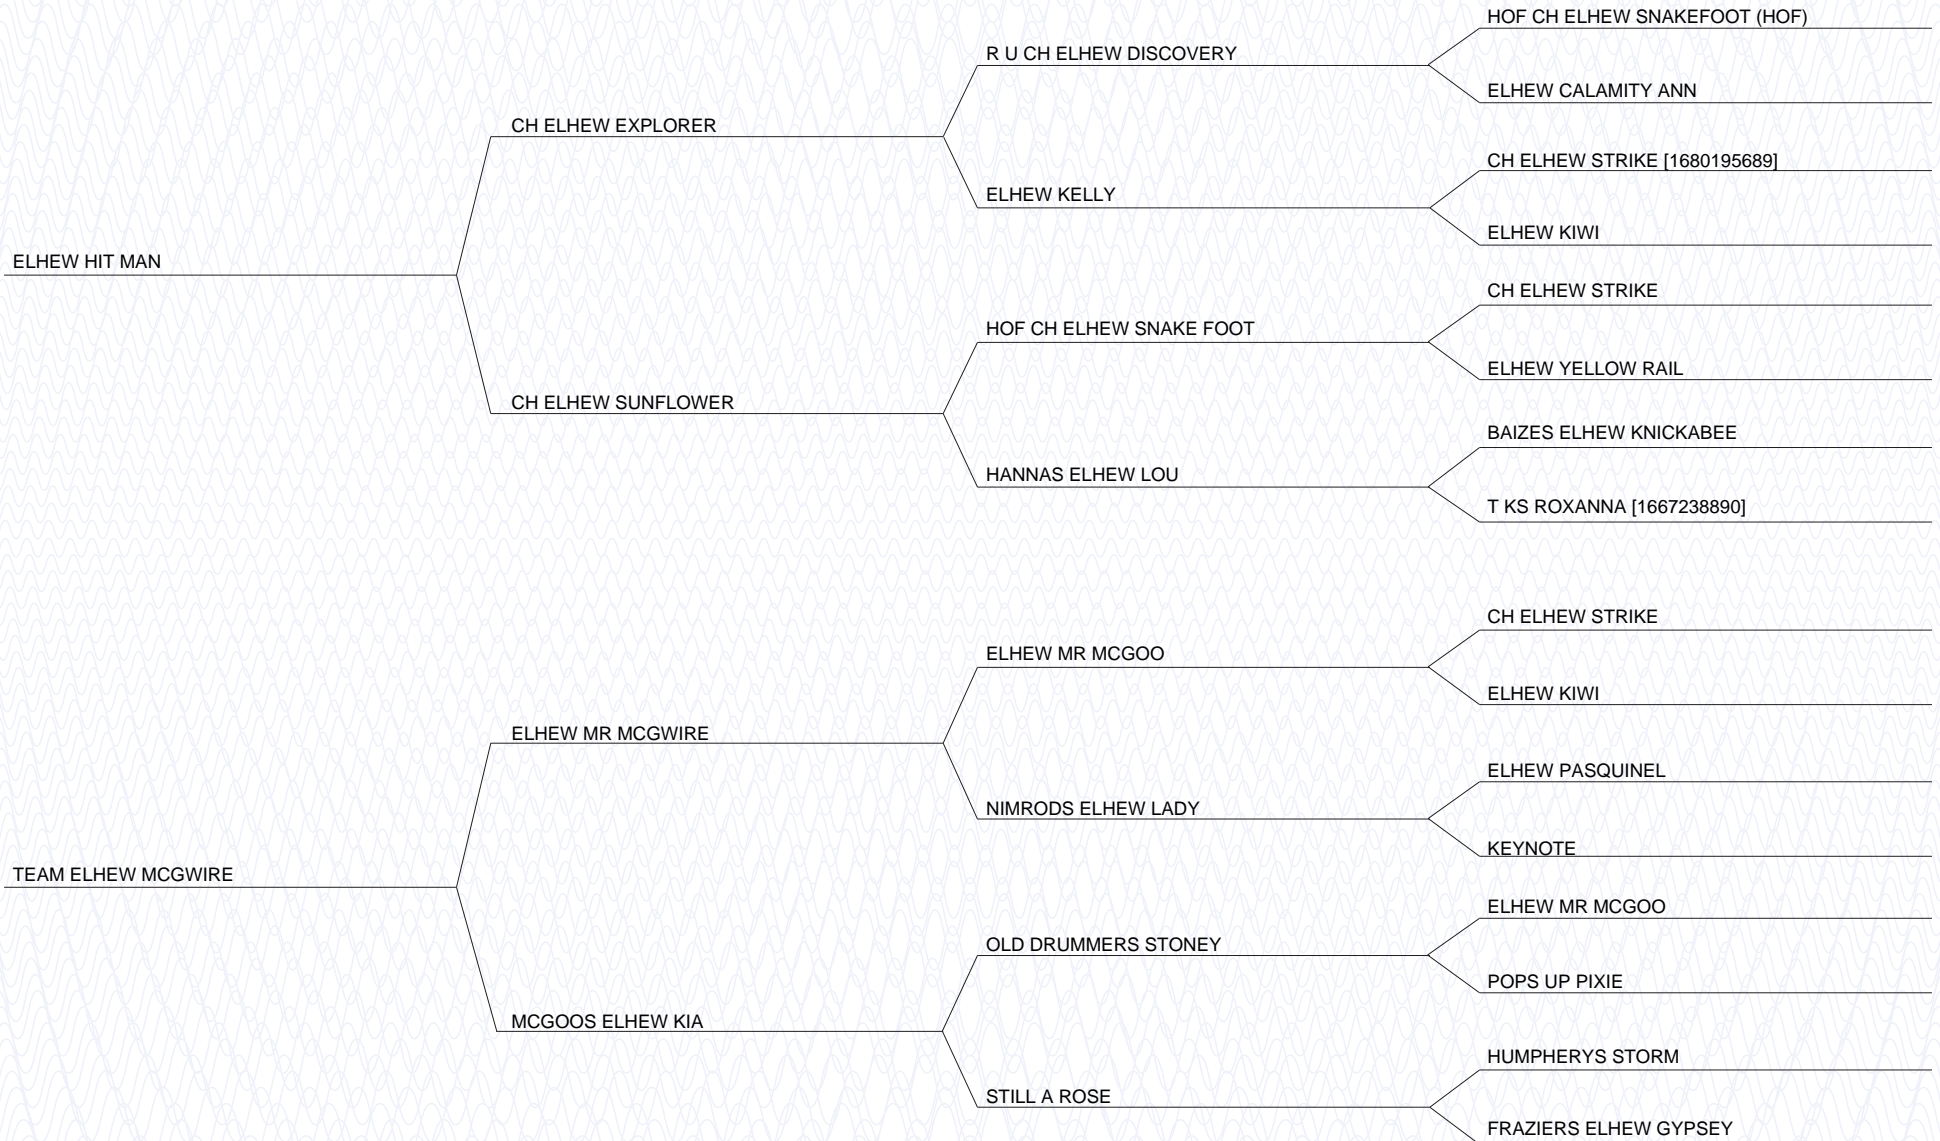 HOF CH ELHEW SNAKEFOOT (HOF)
R U CH ELHEW DISCOVERY
ELHEW CALAMITY ANN
CH ELHEW EXPLORER
CH ELHEW STRIKE [1680195689]
ELHEW KELLY
ELHEW KIWI
ELHEW HIT MAN
CH ELHEW STRIKE
HOF CH ELHEW SNAKE FOOT
ELHEW YELLOW RAIL
CH ELHEW SUNFLOWER
BAIZES ELHEW KNICKABEE
HANNAS ELHEW LOU
T KS ROXANNA [1667238890]
CH ELHEW STRIKE
ELHEW MR MCGOO
ELHEW KIWI
ELHEW MR MCGWIRE
ELHEW PASQUINEL
NIMRODS ELHEW LADY
KEYNOTE
TEAM ELHEW MCGWIRE
ELHEW MR MCGOO
OLD DRUMMERS STONEY
POPS UP PIXIE
MCGOOS ELHEW KIA
HUMPHERYS STORM
STILL A ROSE
FRAZIERS ELHEW GYPSEY